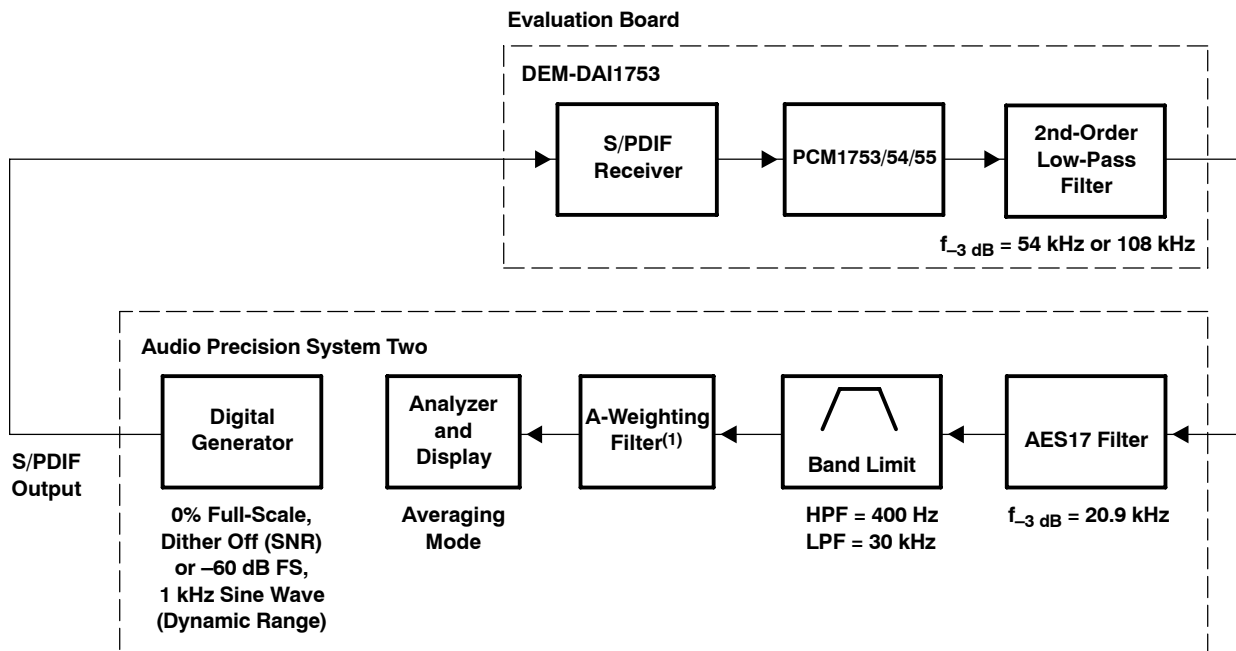 Evaluation Board
DEM-DAI1753
S/PDIF
Receiver
PCM1753/54/55
2nd-Order
Low-Pass
Filter
f–3 dB = 54 kHz or 108 kHz
Audio Precision System Two
Digital
Generator
Analyzer
and
Display
A-Weighting
Filter(1)
Band Limit
AES17 Filter
S/PDIF
Output
0% Full-Scale,
Dither Off (SNR)
or –60 dB FS,
1 kHz Sine Wave
(Dynamic Range)
Averaging
Mode
HPF = 400 Hz
LPF = 30 kHz
f–3 dB = 20.9 kHz